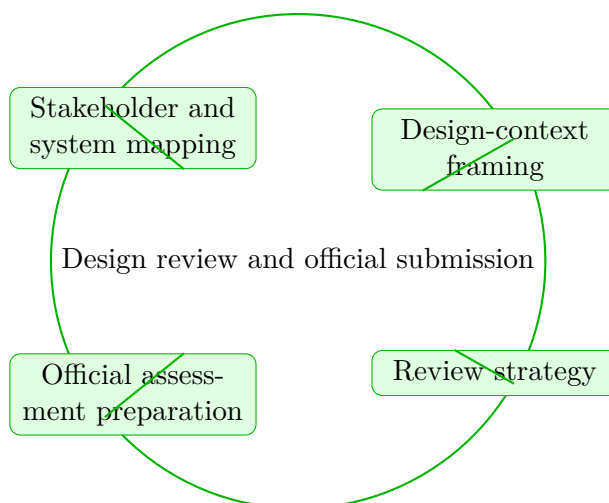 Stakeholder and
system mapping
Design-context
framing
Design review and official submission
Official assess-
ment preparation
Review strategy